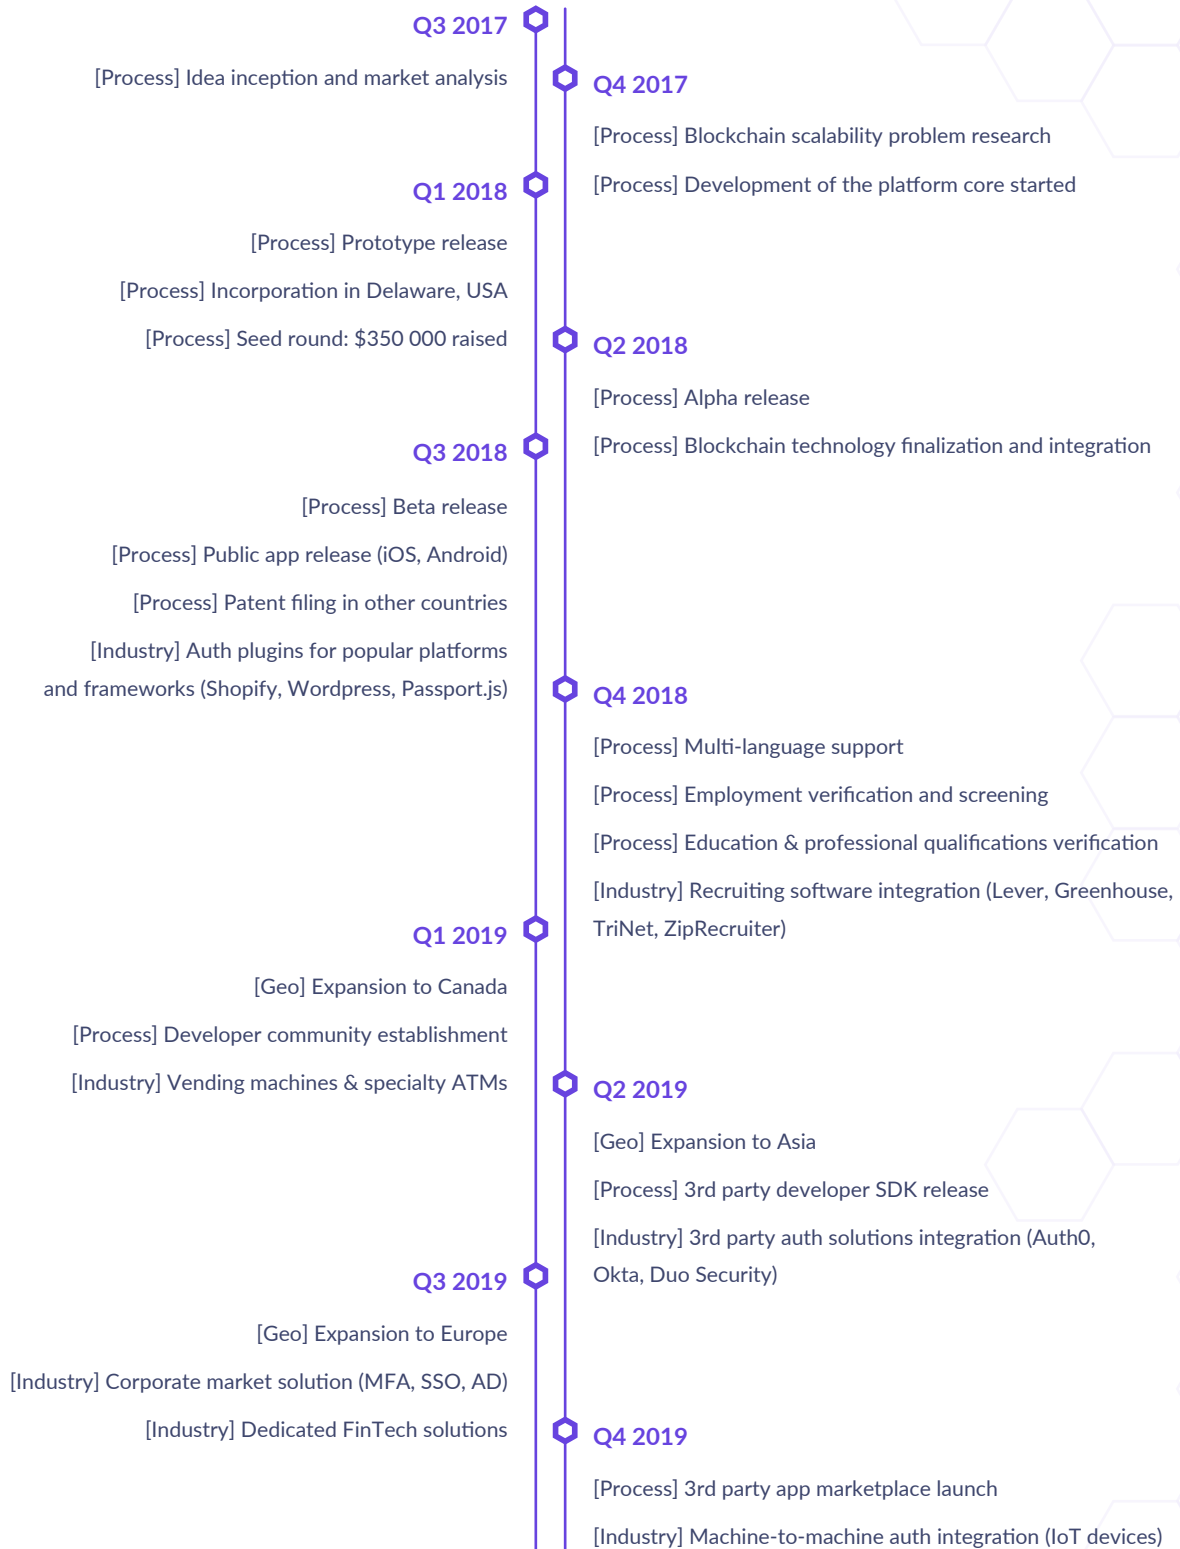 Q3 2017
[Process] Idea inception and market analysis
Q4 2017
[Process] Blockchain scalability problem research
[Process] Development of the platform core started
Q1 2018
[Process] Prototype release
[Process] Incorporation in Delaware, USA
[Process] Seed round: $350 000 raised
Q2 2018
[Process] Alpha release
[Process] Blockchain technology finalization and integration
Q3 2018
[Process] Beta release
[Process] Public app release (iOS, Android)
[Process] Patent filing in other countries
[Industry] Auth plugins for popular platforms
and frameworks (Shopify, Wordpress, Passport.js)
Q4 2018
[Process] Multi-language support
[Process] Employment verification and screening
[Process] Education & professional qualifications verification
[Industry] Recruiting software integration (Lever, Greenhouse,
TriNet, ZipRecruiter)
Q1 2019
[Geo] Expansion to Canada
[Process] Developer community establishment
[Industry] Vending machines & specialty ATMs
Q2 2019
[Geo] Expansion to Asia
[Process] 3rd party developer SDK release
[Industry] 3rd party auth solutions integration (Auth0,
Okta, Duo Security)
Q3 2019
[Geo] Expansion to Europe
[Industry] Corporate market solution (MFA, SSO, AD)
[Industry] Dedicated FinTech solutions
Q4 2019
[Process] 3rd party app marketplace launch
[Industry] Machine-to-machine auth integration (IoT devices)